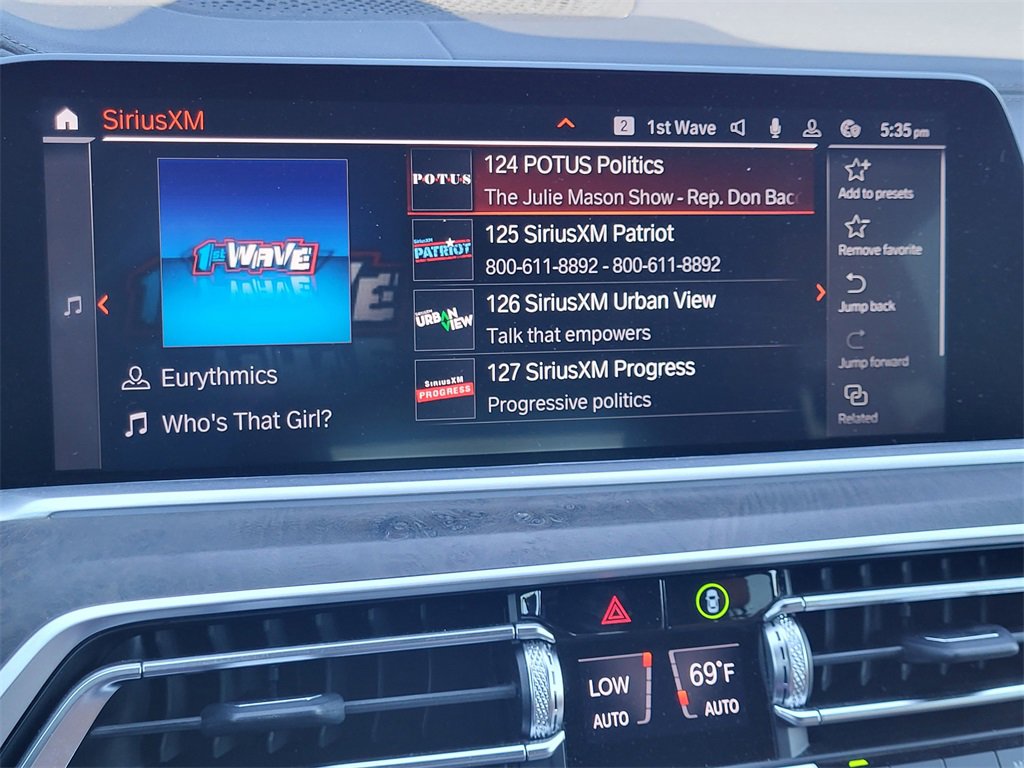 SiriusXM
2 1st Wave 5:35 pm
1st WAVE
Eurythmics
Who's That Girl?
POTUS
124 POTUS Politics
The Julie Mason Show - Rep. Don Bac
SiriusXM
PATRIOT
125 SiriusXM Patriot
800-611-8892 - 800-611-8892
SiriusXM
URBAN
VIEW
126 SiriusXM Urban View
Talk that empowers
SiriusXM
PROGRESS
127 SiriusXM Progress
Progressive politics
Add to presets
Remove favorite
Jump back
Jump forward
Related
LOW
AUTO
69°F
AUTO